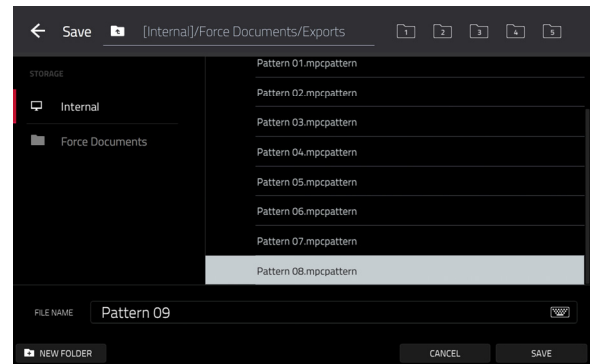 Save [Internal]/Force Documents/Exports 1 2 3 4 5
STORAGE
Internal
Force Documents
Pattern 01.mpcpattern
Pattern 02.mpcpattern
Pattern 03.mpcpattern
Pattern 04.mpcpattern
Pattern 05.mpcpattern
Pattern 06.mpcpattern
Pattern 07.mpcpattern
Pattern 08.mpcpattern
FILE NAME Pattern 09
NEW FOLDER CANCEL SAVE